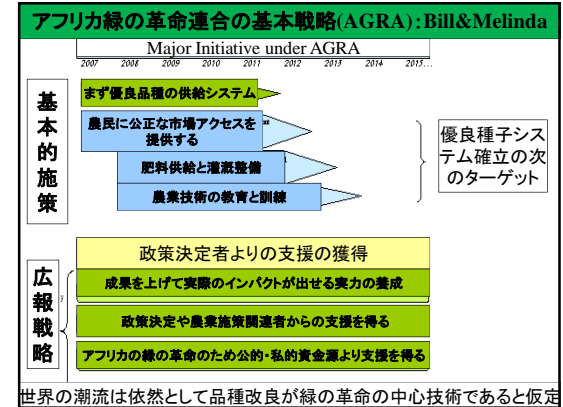 アフリカ緑の革命連合の基本戦略(AGRA):Bill&Melinda
Major Initiative under AGRA
2007 2008 2009 2010 2011 2012 2013 2014 2015…
基本的施策
まず優良品種の供給システム
農民に公正な市場アクセスを
提供する
肥料供給と灌漑整備
農業技術の教育と訓練
優良種子シス
テム確立の次
のターゲット
広報戦略
政策決定者よりの支援の獲得
成果を上げて実際のインパクトが出せる実力の養成
政策決定や農業施策関連者からの支援を得る
アフリカの緑の革命のため公的・私的資金源より支援を得る
世界の潮流は依然として品種改良が緑の革命の中心技術であると仮定